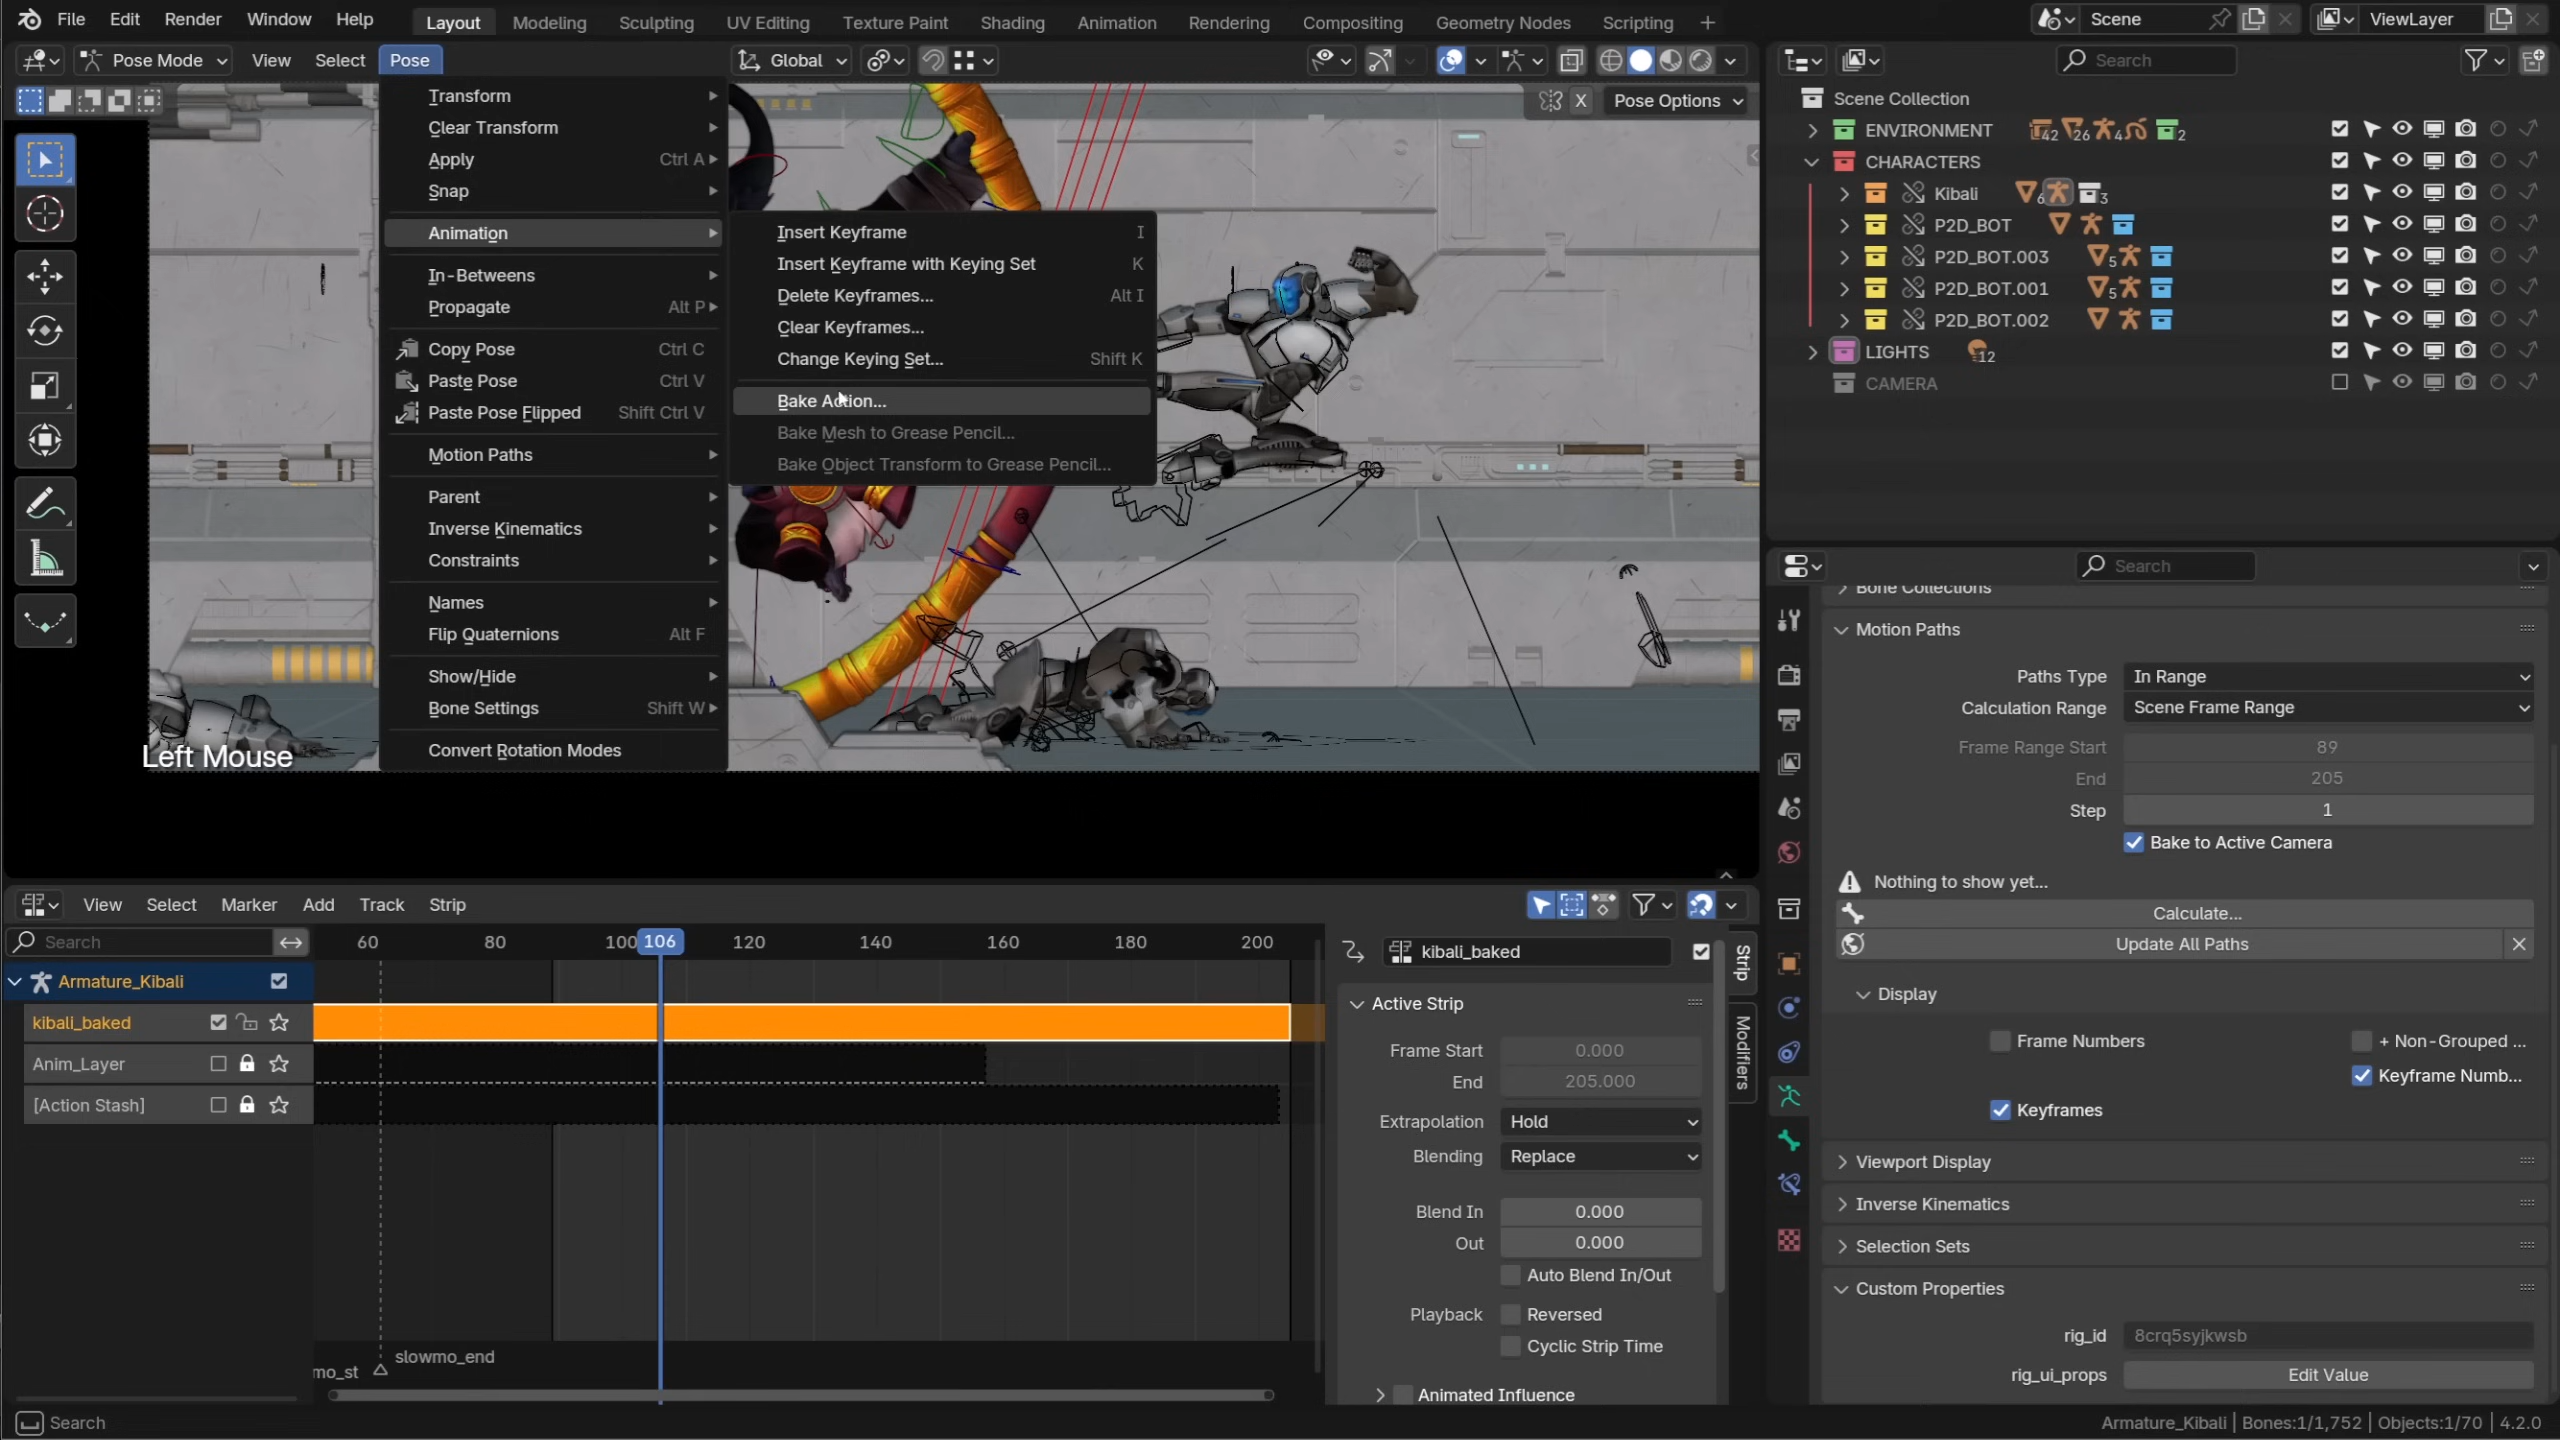 File Edit Render Window Help Layout Modeling Sculpting UV Editing Texture Paint Shading Animation Rendering Compositing Geometry Nodes Scripting + Scene ViewLayer
Pose Mode View Select Pose Global
Search
X Pose Options
Transform
Clear Transform
Apply Ctrl A
Snap
Animation
In-Betweens
Propagate Alt P
Copy Pose Ctrl C
Paste Pose Ctrl V
Paste Pose Flipped Shift Ctrl V
Motion Paths
Parent
Inverse Kinematics
Constraints
Names
Flip Quaternions Alt F
Show/Hide
Bone Settings Shift W
Convert Rotation Modes
Insert Keyframe I
Insert Keyframe with Keying Set K
Delete Keyframes... Alt I
Clear Keyframes...
Change Keying Set... Shift K
Bake Action...
Bake Mesh to Grease Pencil...
Bake Object Transform to Grease Pencil...
Left Mouse
Scene Collection
ENVIRONMENT 42 26 4 2
CHARACTERS
Kibali 6 3
P2D_BOT
P2D_BOT.003 5
P2D_BOT.001 5
P2D_BOT.002
LIGHTS 12
CAMERA
Search
Bone Collections
Motion Paths
Paths Type In Range
Calculation Range Scene Frame Range
Frame Range Start 89
End 205
Step 1
Bake to Active Camera
Nothing to show yet...
Calculate...
Update All Paths
Display
Frame Numbers + Non-Grouped ...
Keyframe Numb...
Keyframes
Viewport Display
Inverse Kinematics
Selection Sets
Custom Properties
rig_id 8crq5syjkwsb
rig_ui_props Edit Value
View Select Marker Add Track Strip
Search 60 80 100 106 120 140 160 180 200
Armature_Kibali
kibali_baked
Anim_Layer
[Action Stash]
mo_st slowmo_end
kibali_baked
Active Strip
Frame Start 0.000
End 205.000
Extrapolation Hold
Blending Replace
Blend In 0.000
Out 0.000
Auto Blend In/Out
Playback Reversed
Cyclic Strip Time
Animated Influence
Strip
Modifiers
Search
Armature_Kibali | Bones:1/1,752 | Objects:1/70 | 4.2.0